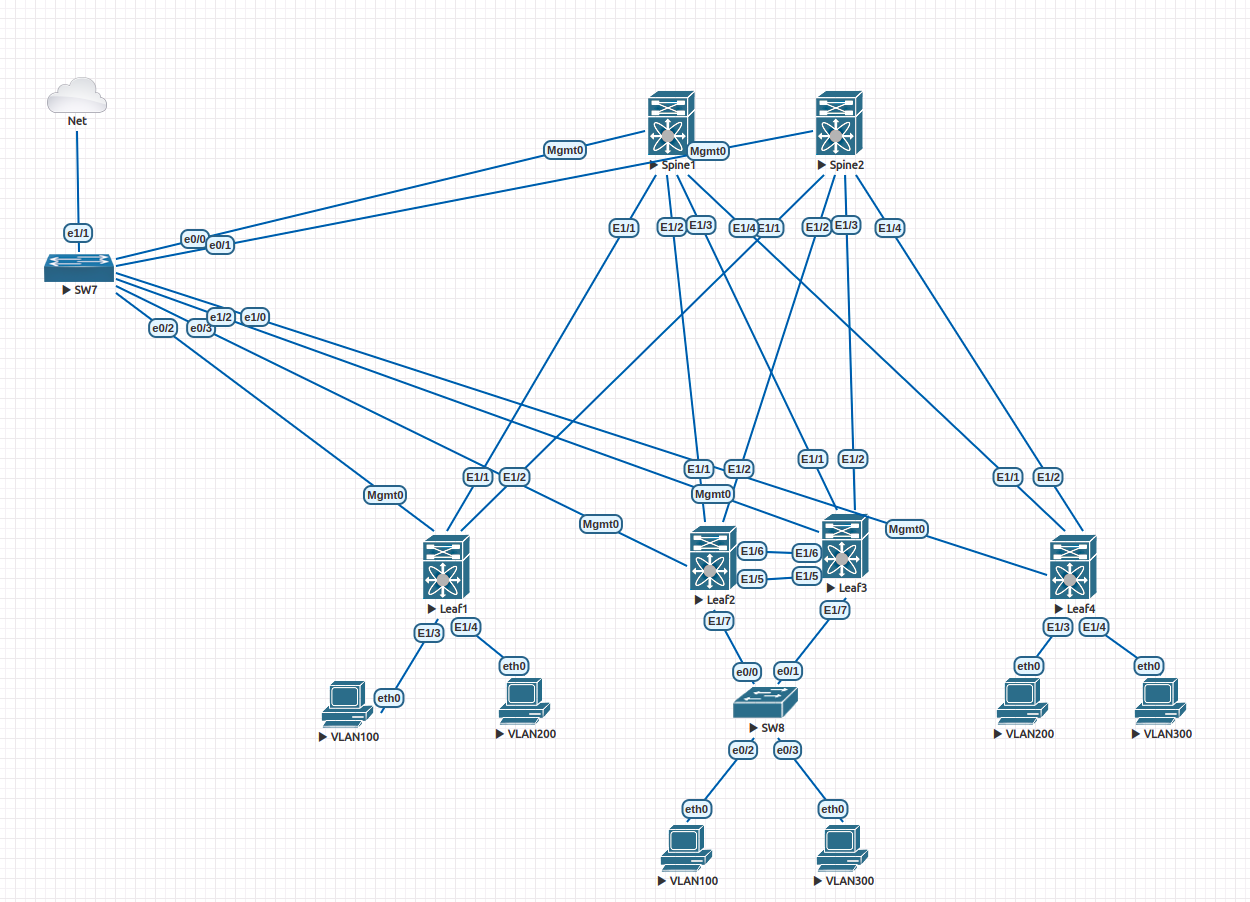 Net
Mgmt0
Mgmt0
Spine1
Spine2
e1/1
e0/0
e0/1
SW7
E1/1
E1/2
E1/3
E1/4
E1/1
E1/2
E1/3
E1/4
e0/2
e0/3
e1/2
e1/0
E1/1
E1/2
E1/1
E1/2
E1/1
E1/2
E1/1
E1/2
Mgmt0
Mgmt0
Mgmt0
Mgmt0
E1/6
E1/6
E1/5
E1/5
Leaf1
Leaf2
Leaf3
Leaf4
E1/3
E1/4
E1/7
E1/7
E1/3
E1/4
eth0
eth0
e0/0
e0/1
eth0
eth0
VLAN100
VLAN200
SW8
VLAN200
VLAN300
e0/2
e0/3
eth0
eth0
VLAN100
VLAN300